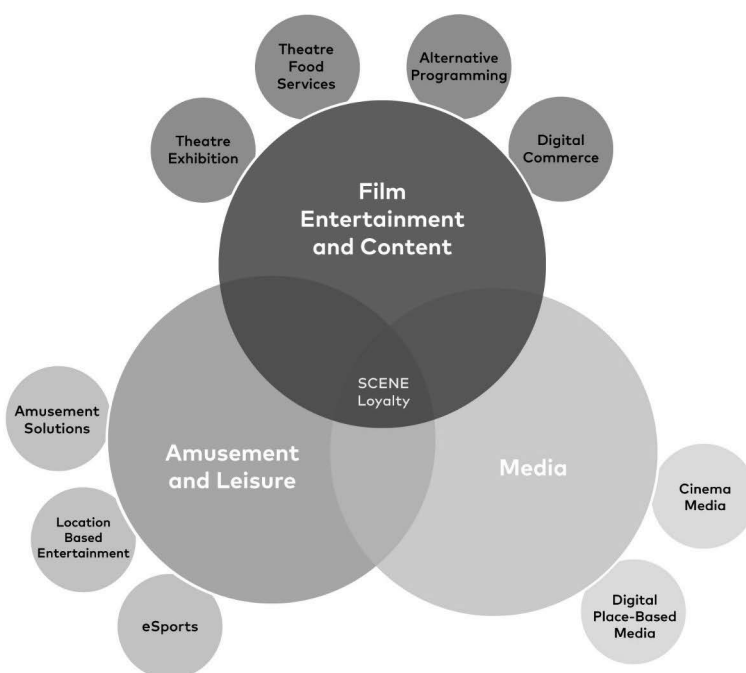 Theatre
Food
Services
Alternative
Programming
Theatre
Exhibition
Digital
Commerce
Film
Entertainment
and Content
SCENE
Loyalty
Amusement
Solutions
Amusement
and Leisure
Media
Cinema
Media
Location
Based
Entertainment
Digital
Place-Based
Media
eSports